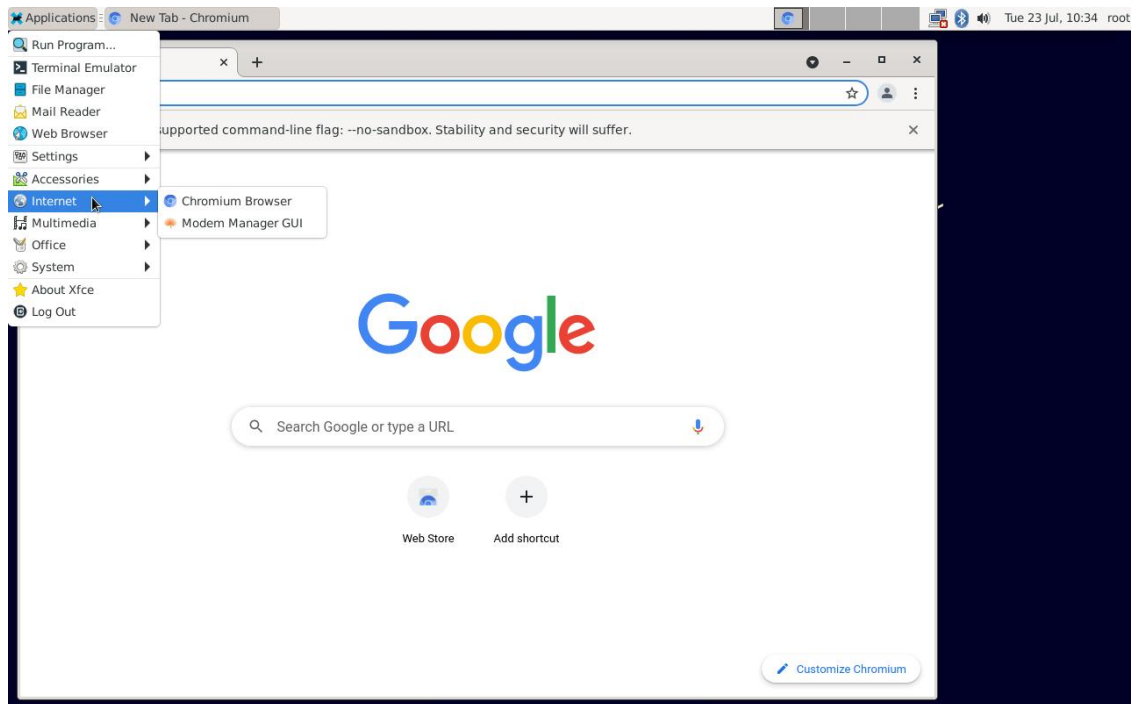 Applications New Tab - Chromium Tue 23 Jul, 10:34 root
Run Program...
Terminal Emulator
File Manager
Mail Reader
Web Browser
Settings
Accessories
Internet
Multimedia
Office
System
About Xfce
Log Out
Chromium Browser
Modem Manager GUI
supported command-line flag: --no-sandbox. Stability and security will suffer.
Google
Search Google or type a URL
Web Store Add shortcut
Customize Chromium